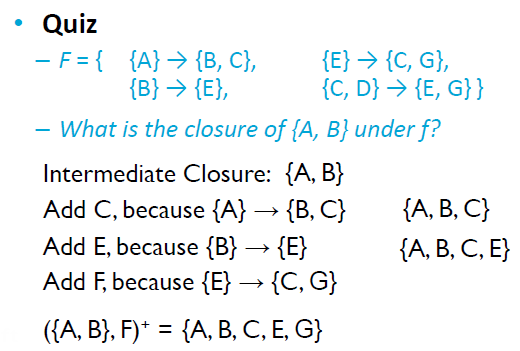 • Quiz
– F = { {A} → {B, C}, {E} → {C, G},
{B} → {E}, {C, D} → {E, G} }
– What is the closure of {A, B} under f?
Intermediate Closure: {A, B}
Add C, because {A} → {B, C} {A, B, C}
Add E, because {B} → {E} {A, B, C, E}
Add F, because {E} → {C, G}
({A, B}, F)⁺ = {A, B, C, E, G}